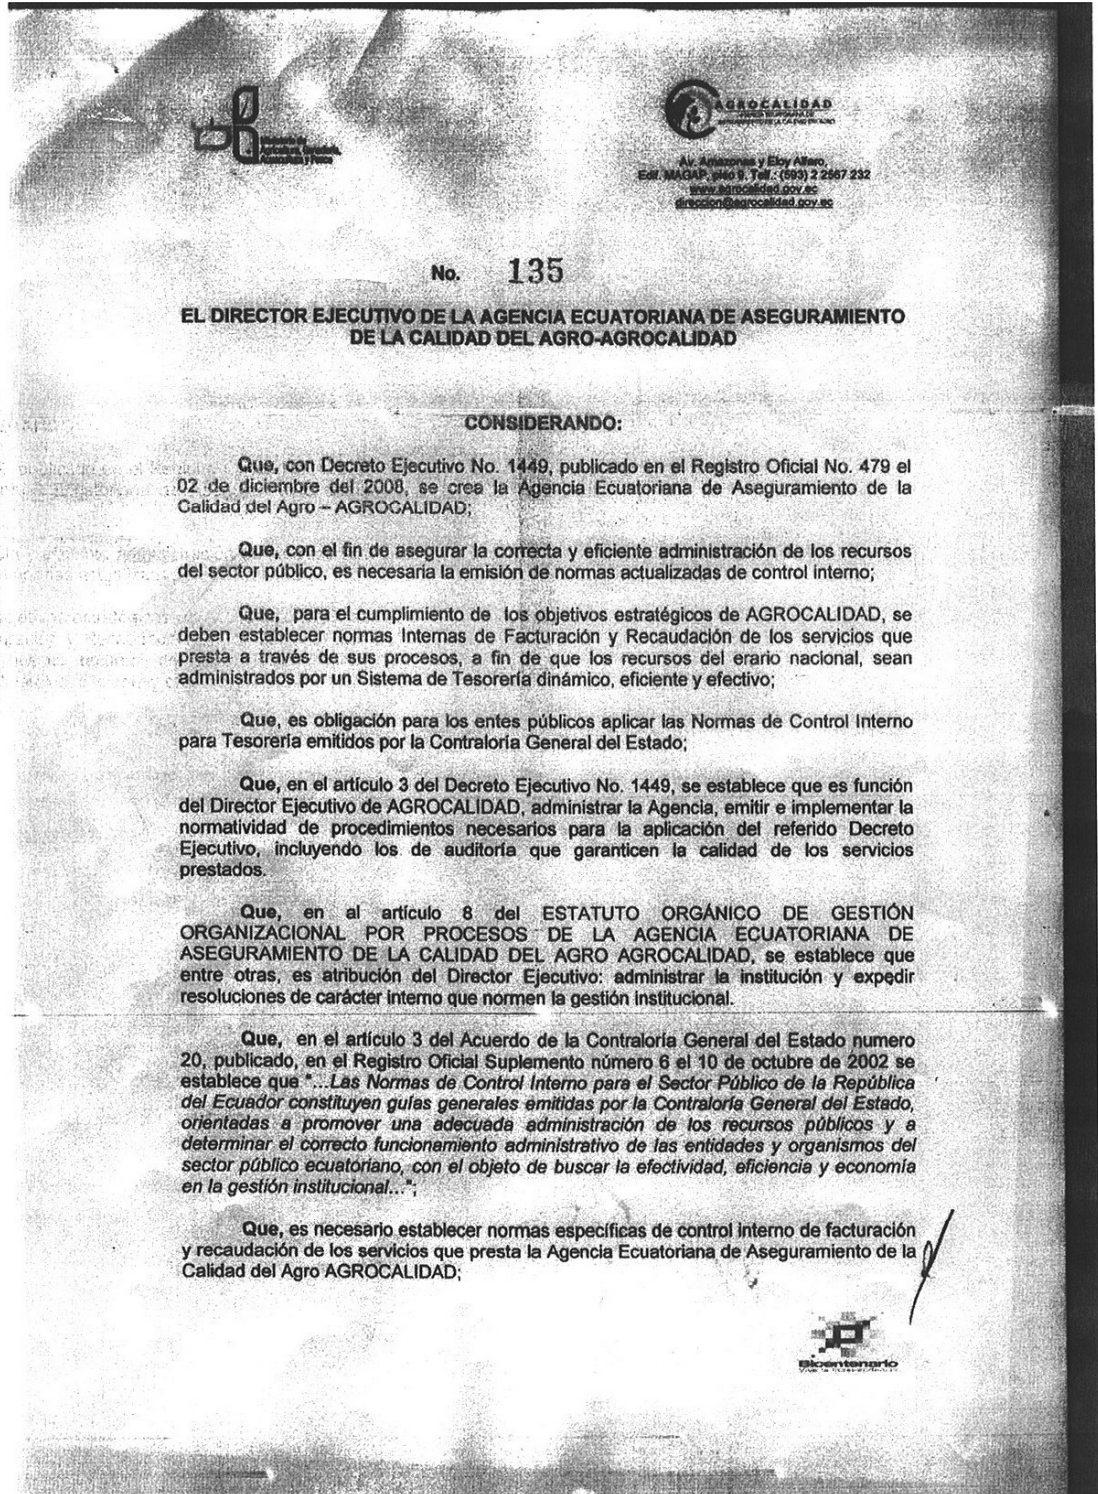 Ministerio de
Agricultura, Ganadería,
Acuacultura y Pesca
AGROCALIDAD
Av. Amazonas y Eloy Alfaro,
Edif. MAGAP, piso 9. Telf.: (593) 2 2567 232
www.agrocalidad.gov.ec
direccion@agrocalidad.gov.ec
No. 135
EL DIRECTOR EJECUTIVO DE LA AGENCIA ECUATORIANA DE ASEGURAMIENTO
DE LA CALIDAD DEL AGRO-AGROCALIDAD
CONSIDERANDO:
Que, con Decreto Ejecutivo No. 1449, publicado en el Registro Oficial No. 479 el
02 de diciembre del 2008, se crea la Agencia Ecuatoriana de Aseguramiento de la
Calidad del Agro – AGROCALIDAD;
Que, con el fin de asegurar la correcta y eficiente administración de los recursos
del sector público, es necesaria la emisión de normas actualizadas de control interno;
Que, para el cumplimiento de los objetivos estratégicos de AGROCALIDAD, se
deben establecer normas Internas de Facturación y Recaudación de los servicios que
presta a través de sus procesos, a fin de que los recursos del erario nacional, sean
administrados por un Sistema de Tesorería dinámico, eficiente y efectivo;
Que, es obligación para los entes públicos aplicar las Normas de Control Interno
para Tesorería emitidos por la Contraloría General del Estado;
Que, en el artículo 3 del Decreto Ejecutivo No. 1449, se establece que es función
del Director Ejecutivo de AGROCALIDAD, administrar la Agencia, emitir e implementar la
normatividad de procedimientos necesarios para la aplicación del referido Decreto
Ejecutivo, incluyendo los de auditoría que garanticen la calidad de los servicios
prestados.
Que, en al artículo 8 del ESTATUTO ORGÁNICO DE GESTIÓN
ORGANIZACIONAL POR PROCESOS DE LA AGENCIA ECUATORIANA DE
ASEGURAMIENTO DE LA CALIDAD DEL AGRO AGROCALIDAD, se establece que
entre otras, es atribución del Director Ejecutivo: administrar la institución y expedir
resoluciones de carácter interno que normen la gestión institucional.
Que, en el artículo 3 del Acuerdo de la Contraloría General del Estado numero
20, publicado, en el Registro Oficial Suplemento número 6 el 10 de octubre de 2002 se
establece que "...Las Normas de Control Interno para el Sector Público de la República
del Ecuador constituyen guías generales emitidas por la Contraloría General del Estado,
orientadas a promover una adecuada administración de los recursos públicos y a
determinar el correcto funcionamiento administrativo de las entidades y organismos del
sector público ecuatoriano, con el objeto de buscar la efectividad, eficiencia y economía
en la gestión institucional...";
Que, es necesario establecer normas específicas de control interno de facturación
y recaudación de los servicios que presta la Agencia Ecuatoriana de Aseguramiento de la
Calidad del Agro AGROCALIDAD;
Bicentenario